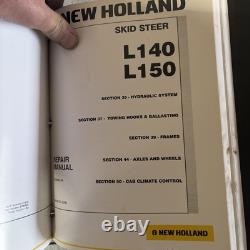 NEW HOLLAND
SKID STEER
L140
L150
SECTION 35 - HYDRAULIC SYSTEM
SECTION 37 - TOWING HOOKS & BALLASTING
SECTION 39 - FRAMES
SECTION 44 - AXLES AND WHEELS
SECTION 50 - CAB CLIMATE CONTROL
REPAIR
MANUAL
NEW HOLLAND